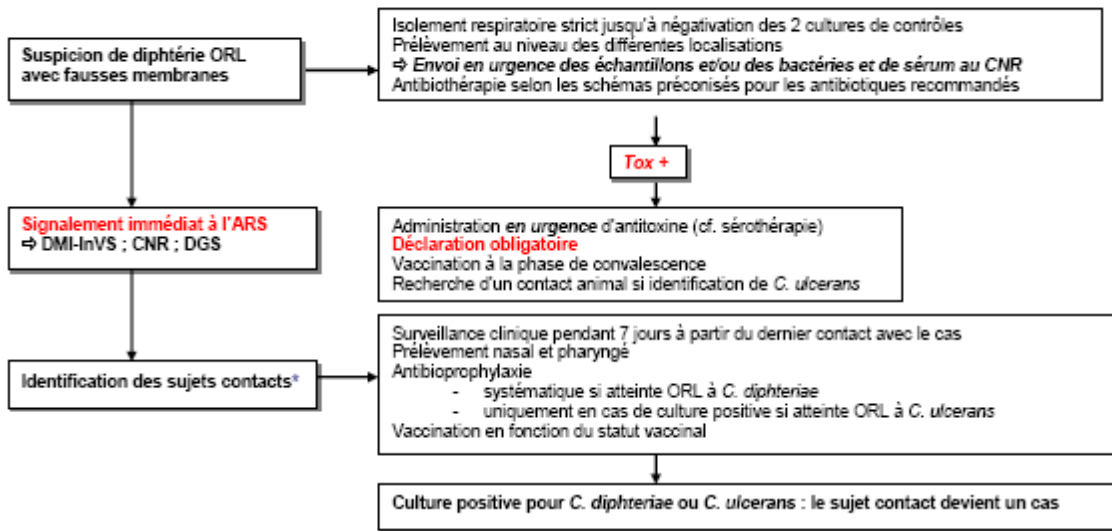 Suspicion de diphtérie ORL
avec fausses membranes
Isolement respiratoire strict jusqu'à négativation des 2 cultures de contrôles
Prélèvement au niveau des différentes localisations
⇨ Envoi en urgence des échantillons et/ou des bactéries et de sérum au CNR
Antibiothérapie selon les schémas préconisés pour les antibiotiques recommandés
Tox +
Signalement immédiat à l'ARS
⇨ DMI-InVS ; CNR ; DGS
Administration en urgence d'antitoxine (cf. sérothérapie)
Déclaration obligatoire
Vaccination à la phase de convalescence
Recherche d'un contact animal si identification de C. ulcerans
Identification des sujets contacts*
Surveillance clinique pendant 7 jours à partir du dernier contact avec le cas
Prélèvement nasal et pharyngé
Antibioprophylaxie
- systématique si atteinte ORL à C. diphteriae
- uniquement en cas de culture positive si atteinte ORL à C. ulcerans
Vaccination en fonction du statut vaccinal
Culture positive pour C. diphteriae ou C. ulcerans : le sujet contact devient un cas